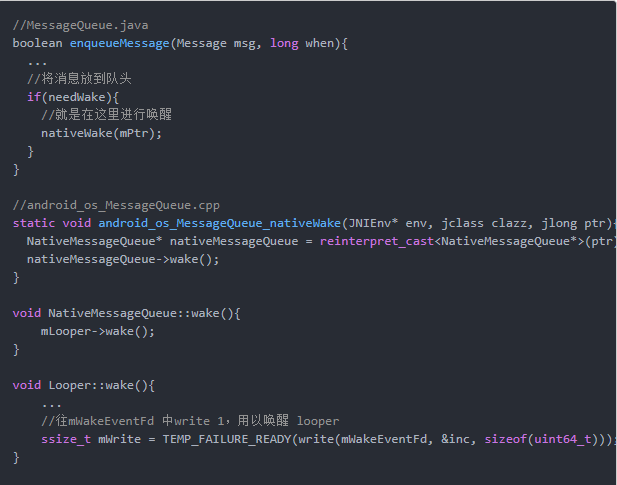 //MessageQueue.java
boolean enqueueMessage(Message msg, long when){
  ...
  //将消息放到队头
  if(needWake){
    //就是在这里进行唤醒
    nativeWake(mPtr);
  }
}
//android_os_MessageQueue.cpp
static void android_os_MessageQueue_nativeWake(JNIEnv* env, jclass clazz, jlong ptr){
  NativeMessageQueue* nativeMessageQueue = reinterpret_cast<NativeMessageQueue*>(ptr)
  nativeMessageQueue->wake();
}
void NativeMessageQueue::wake(){
    mLooper->wake();
}
void Looper::wake(){
    ...
    //往mWakeEventFd 中write 1，用以唤醒 looper
    ssize_t mWrite = TEMP_FAILURE_READY(write(mWakeEventFd, &inc, sizeof(uint64_t)));
}